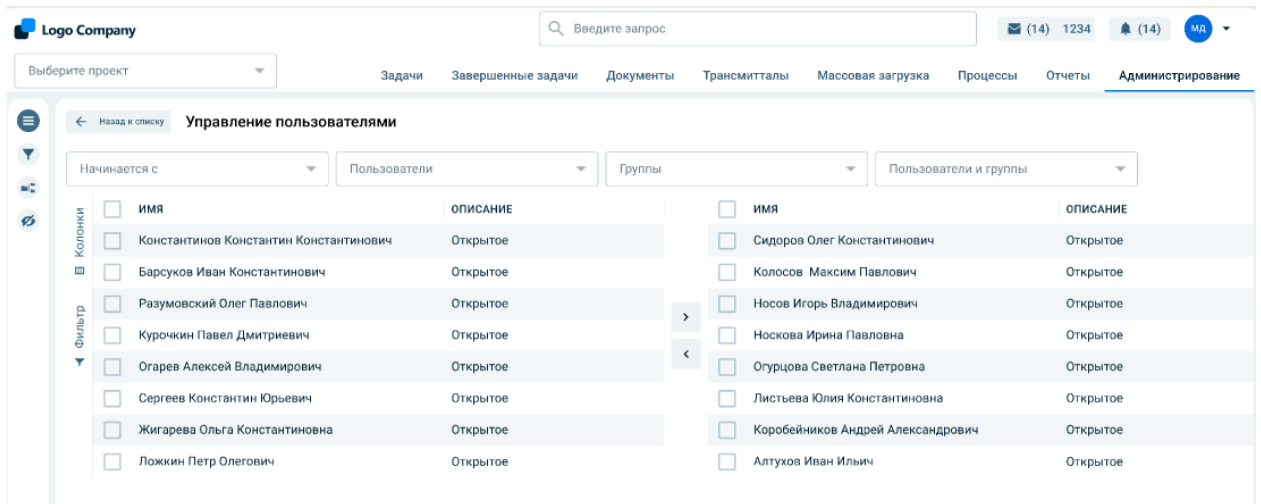 Logo Company
Введите запрос
(14) 1234
(14)
МД
Выберите проект
Задачи Завершенные задачи Документы Трансмитталы Массовая загрузка Процессы Отчеты Администрирование
Назад к списку
Управление пользователями
Начинается с
Пользователи
Группы
Пользователи и группы
Колонки
Фильтр
ИМЯ ОПИСАНИЕ ИМЯ ОПИСАНИЕ
Константинов Константин Константинович Открытое Сидоров Олег Константинович Открытое
Барсуков Иван Константинович Открытое Колосов Максим Павлович Открытое
Разумовский Олег Павлович Открытое Носов Игорь Владимирович Открытое
Курочкин Павел Дмитриевич Открытое Носкова Ирина Павловна Открытое
Огарев Алексей Владимирович Открытое Огурцова Светлана Петровна Открытое
Сергеев Константин Юрьевич Открытое Листьева Юлия Константиновна Открытое
Жигарева Ольга Константиновна Открытое Коробейников Андрей Александрович Открытое
Ложкин Петр Олегович Открытое Алтухов Иван Ильич Открытое